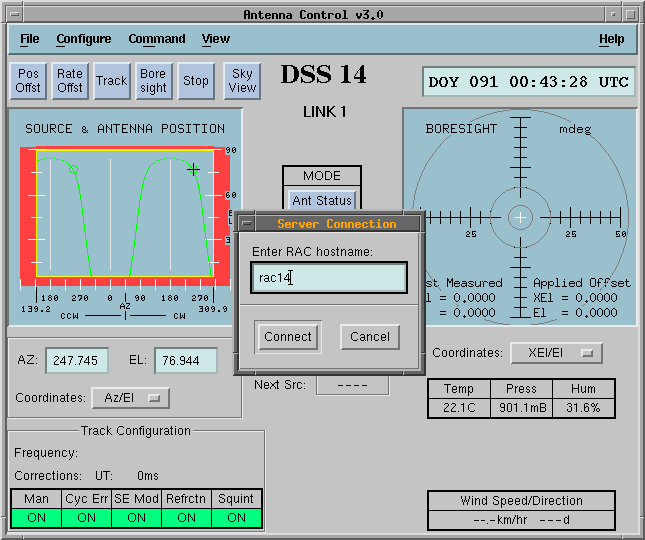 Antenna Control v3.0
File Configure Command View Help
Pos Offst
Rate Offst
Track
Bore sight
Stop
Sky View
DSS 14
LINK 1
DOY 091 00:43:28 UTC
SOURCE & ANTENNA POSITION
90
60
EL
3
180 270 0 90 180 270
139.2 AZ 309.9
CCW CW
MODE
Ant Status
BORESIGHT mdeg
25 25 50
st Measured Applied Offset
l = 0.0000 XEl = 0.0000
= 0.0000 El = 0.0000
Server Connection
Enter RAC hostname:
rac14
Connect Cancel
AZ: 247.745 EL: 76.944
Coordinates: Az/El
Next Src: ----
Coordinates: XEl/El
Temp Press Hum
22.1C 901.1mB 31.6%
Track Configuration
Frequency:
Corrections: UT: 0ms
Man Cyc Err SE Mod Refrctn Squint
ON ON ON ON ON
Wind Speed/Direction
--.-km/hr ---d